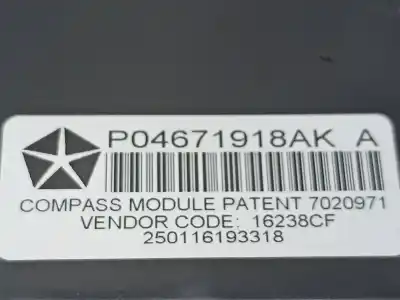 P04671918AK A
COMPASS MODULE PATENT 7020971
VENDOR CODE: 16238CF
250116193318